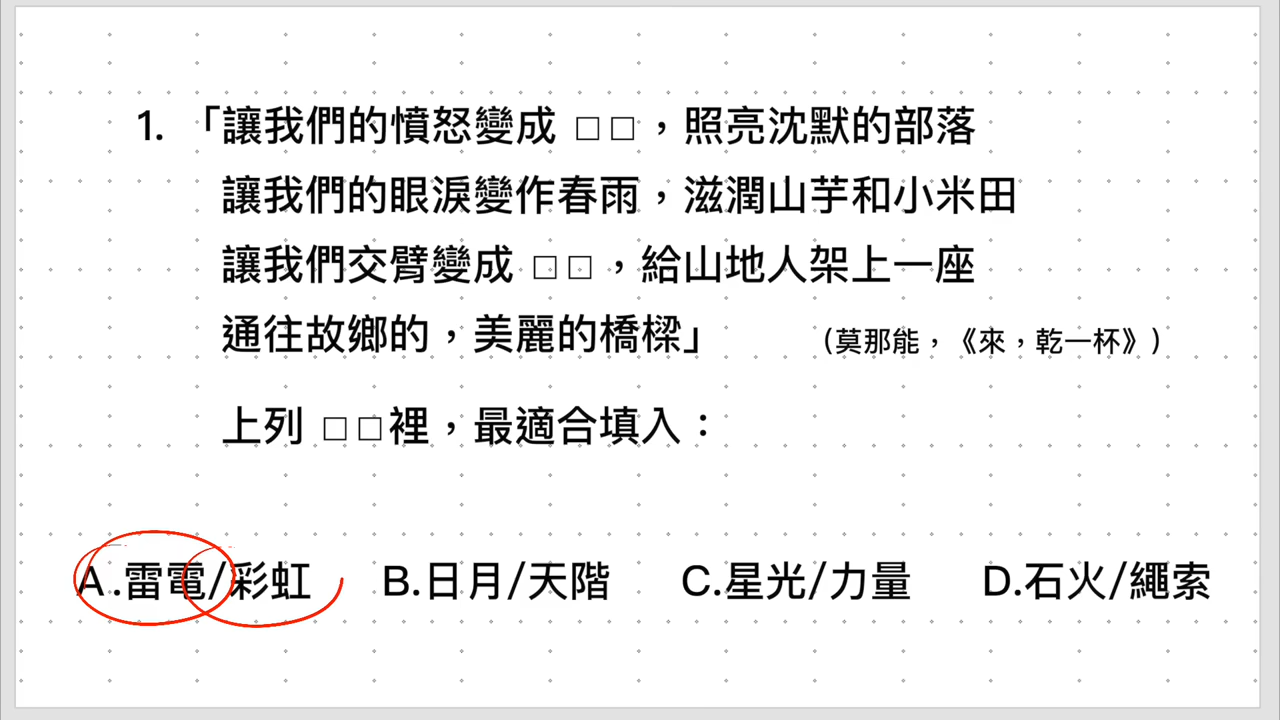 1. 「讓我們的憤怒變成 □□，照亮沈默的部落
讓我們的眼淚變作春雨，滋潤山芋和小米田
讓我們交臂變成 □□，給山地人架上一座
通往故鄉的，美麗的橋樑」 （莫那能，《來，乾一杯》）
上列 □□裡，最適合填入：
A.雷電/彩虹 B.日月/天階 C.星光/力量 D.石火/繩索